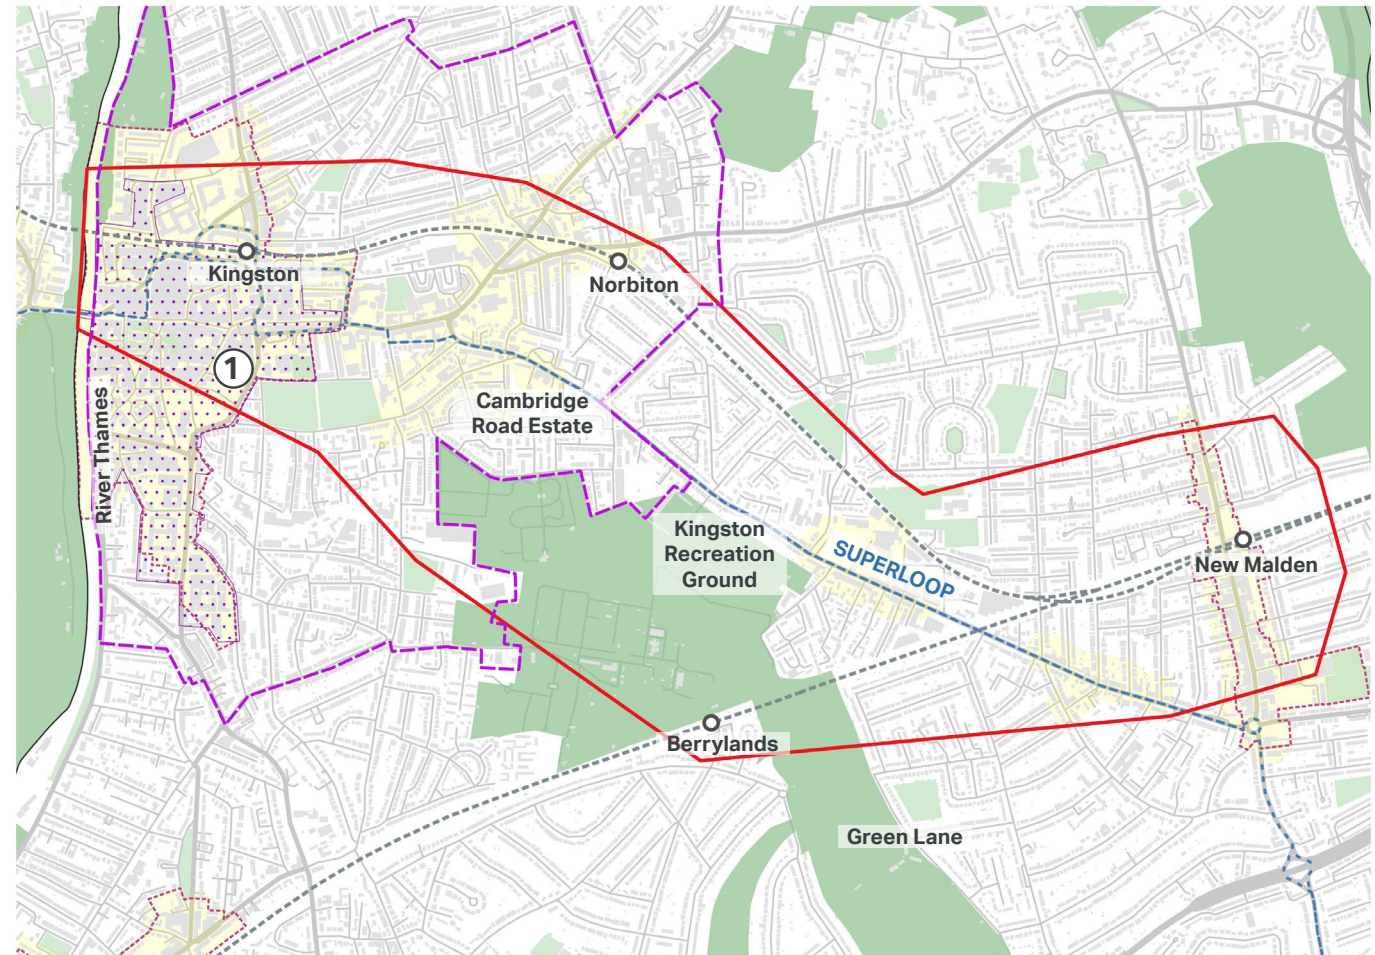 Kingston
Norbiton
1
River Thames
Cambridge
Road Estate
Kingston
Recreation
Ground
SUPERLOOP
New Malden
Berrylands
Green Lane